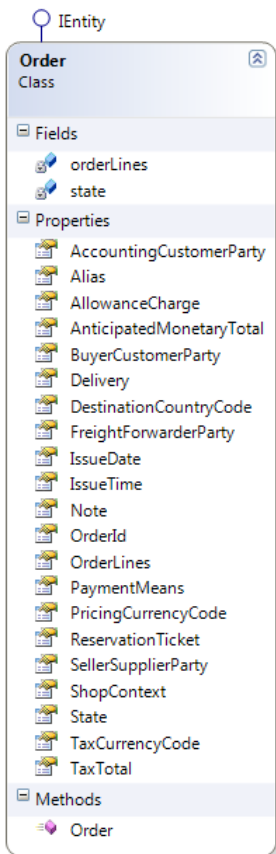 IEntity
Order
Class
Fields
orderLines
state
Properties
AccountingCustomerParty
Alias
AllowanceCharge
AnticipatedMonetaryTotal
BuyerCustomerParty
Delivery
DestinationCountryCode
FreightForwarderParty
IssueDate
IssueTime
Note
OrderId
OrderLines
PaymentMeans
PricingCurrencyCode
ReservationTicket
SellerSupplierParty
ShopContext
State
TaxCurrencyCode
TaxTotal
Methods
Order